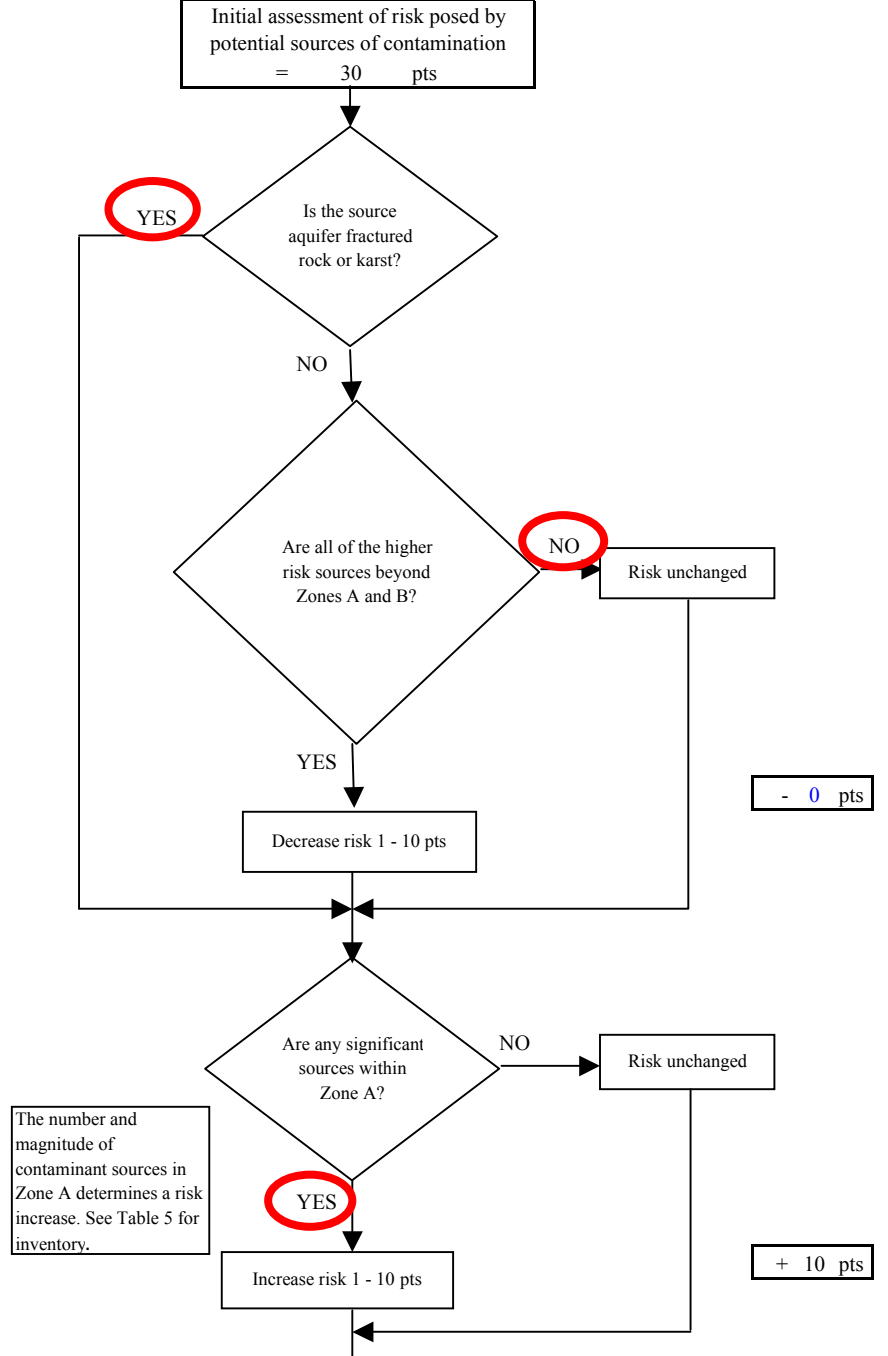 Initial assessment of risk posed by
potential sources of contamination
= 30 pts
YES
Is the source
aquifer fractured
rock or karst?
NO
Are all of the higher
risk sources beyond
Zones A and B?
NO
Risk unchanged
YES
- 0 pts
Decrease risk 1 - 10 pts
Are any significant
sources within
Zone A?
NO
Risk unchanged
The number and
magnitude of
contaminant sources in
Zone A determines a risk
increase. See Table 5 for
inventory.
YES
+ 10 pts
Increase risk 1 - 10 pts